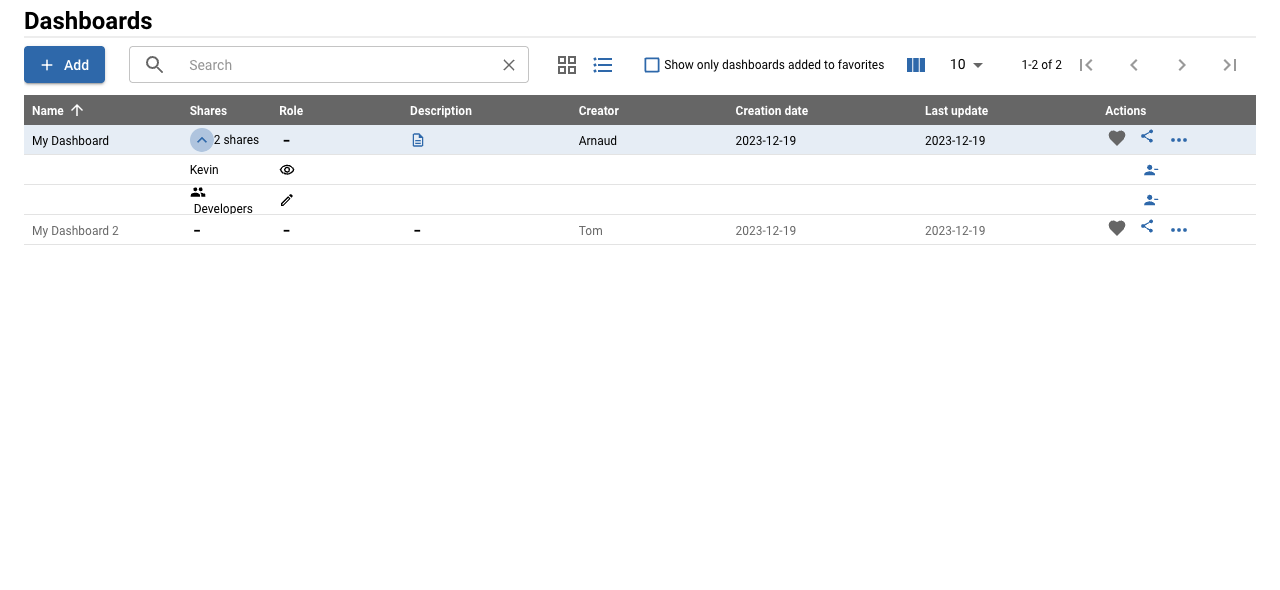 Dashboards
Add
Search
Show only dashboards added to favorites
10
1-2 of 2
Name Shares Role Description Creator Creation date Last update Actions
My Dashboard 2 shares - Arnaud 2023-12-19 2023-12-19
Kevin
Developers
My Dashboard 2 - - - Tom 2023-12-19 2023-12-19